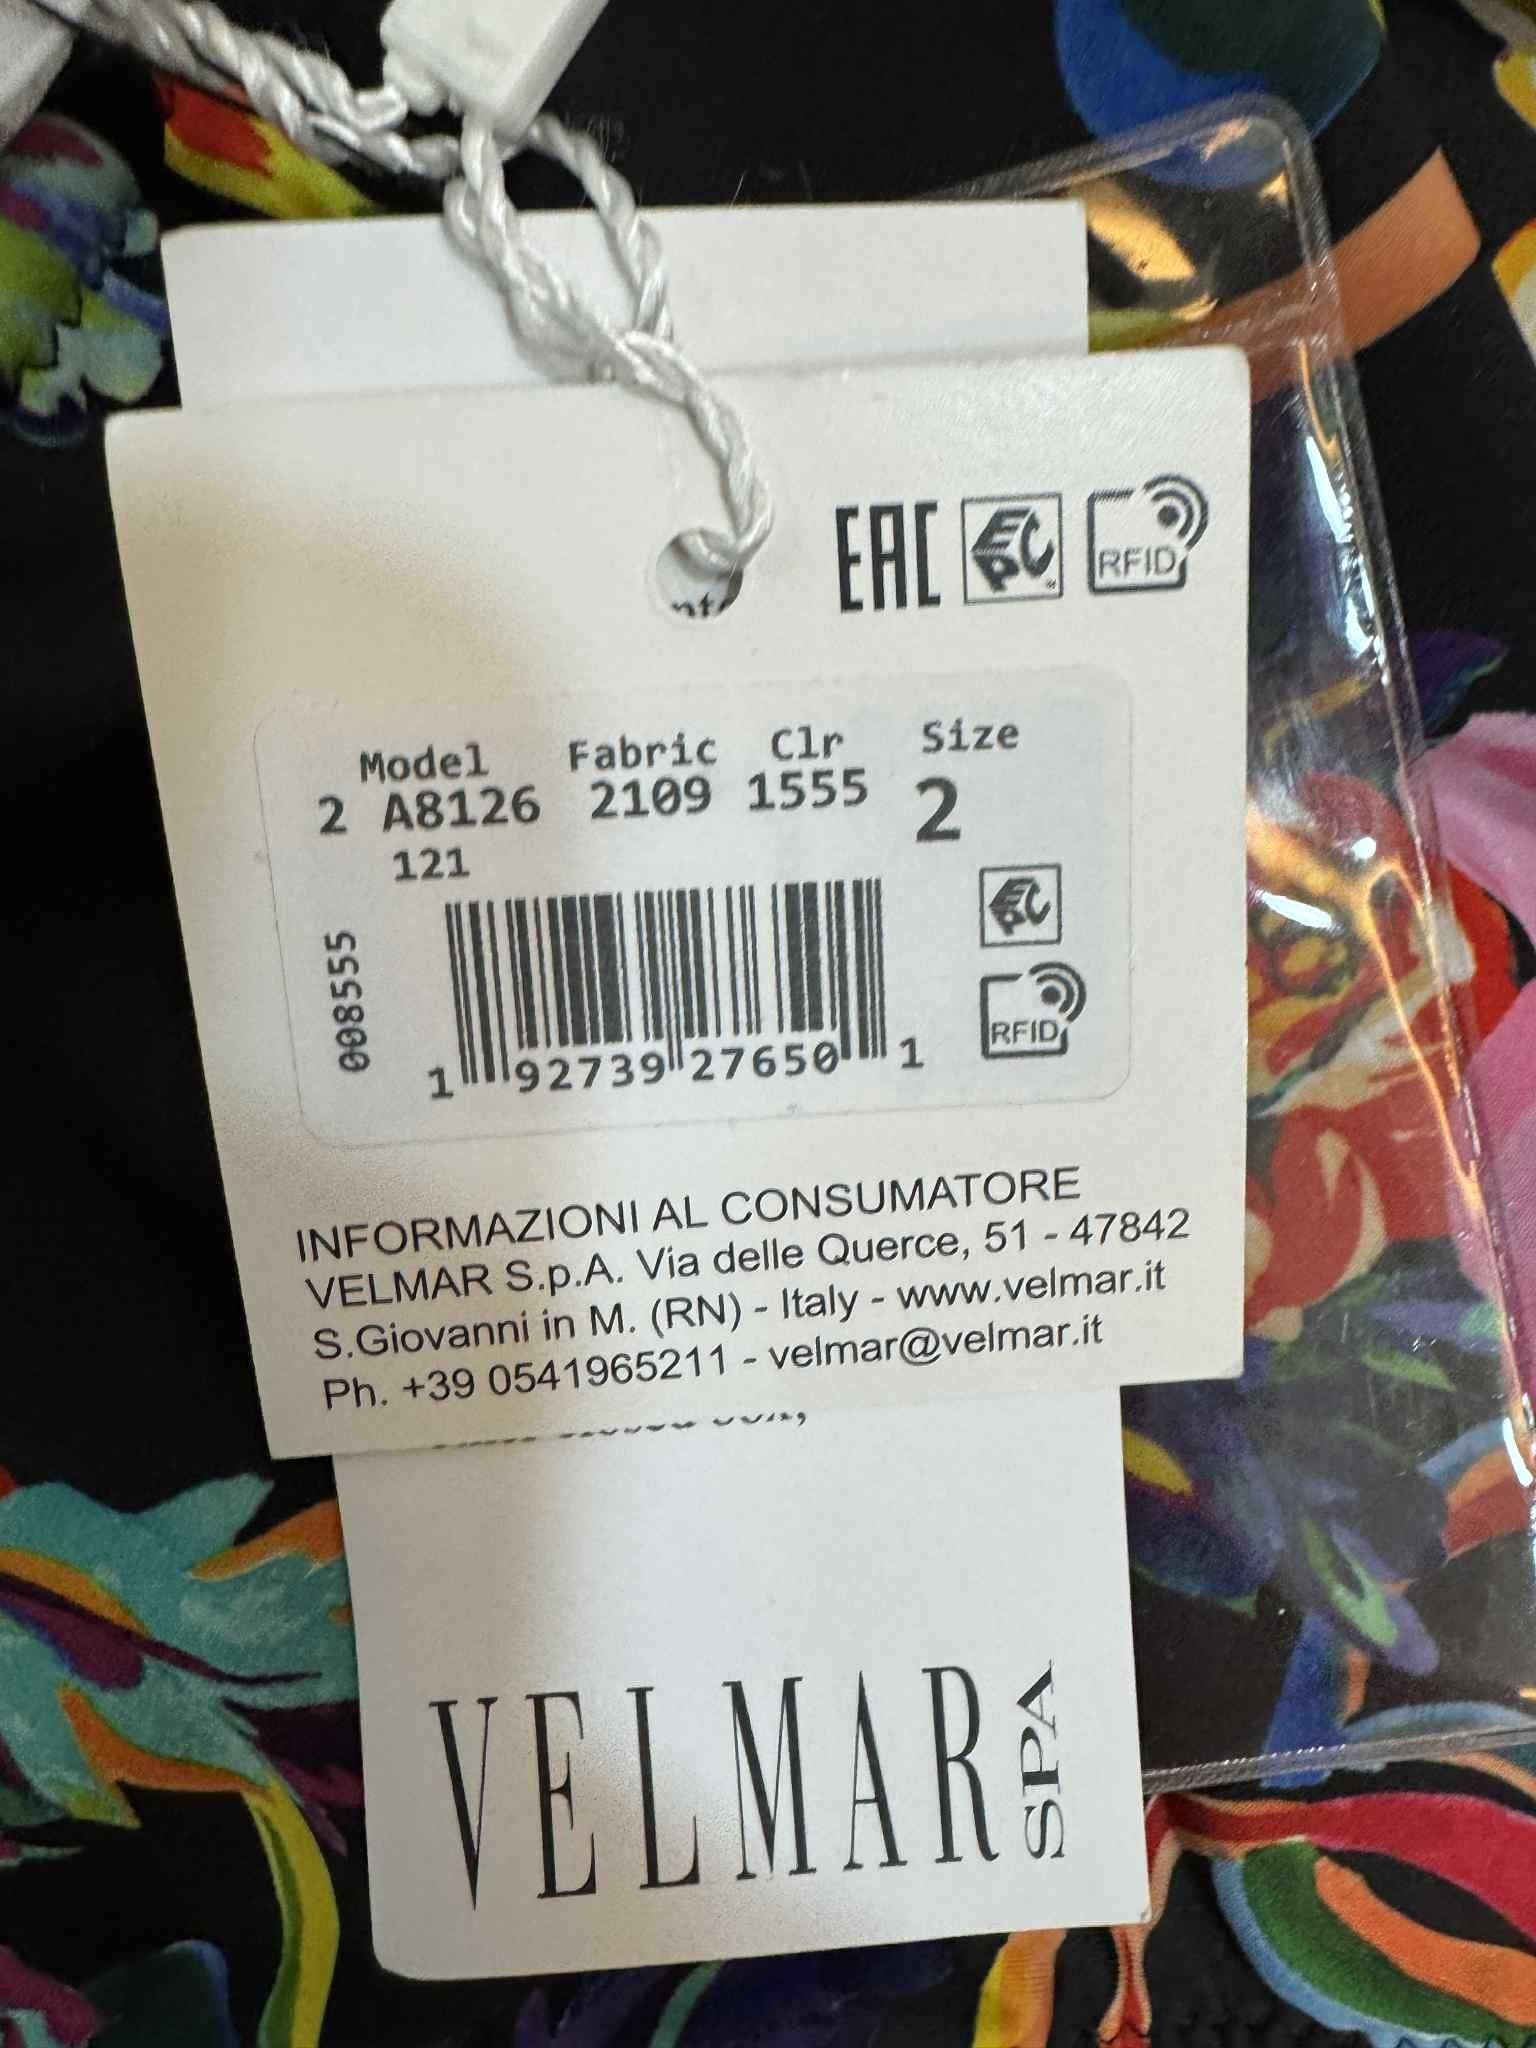 EAC EPC RFID
Model Fabric Clr Size
2 A8126 2109 1555 2
121
008555
EPC
RFID
1 92739 27650 1
INFORMAZIONI AL CONSUMATORE
VELMAR S.p.A. Via delle Querce, 51 - 47842
S.Giovanni in M. (RN) - Italy - www.velmar.it
Ph. +39 0541965211 - velmar@velmar.it
VELMAR SPA